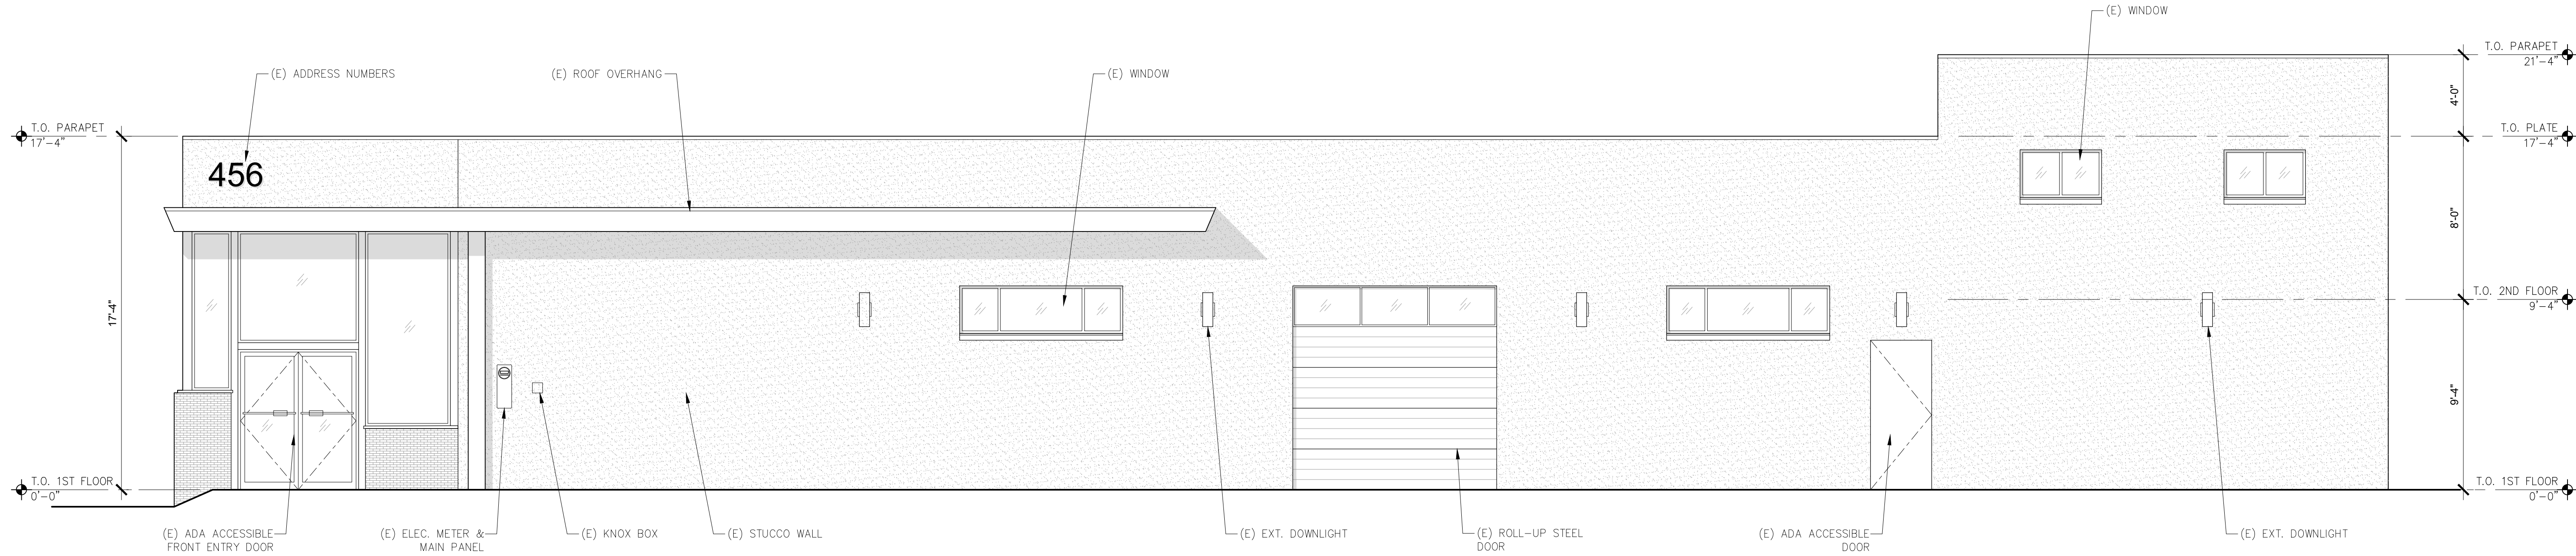 (E) WINDOW
T.O. PARAPET
21'-4"
(E) ADDRESS NUMBERS
(E) ROOF OVERHANG
(E) WINDOW
4'-0"
T.O. PARAPET
17'-4"
T.O. PLATE
17'-4"
456
8'-0"
17'-4"
T.O. 2ND FLOOR
9'-4"
9'-4"
T.O. 1ST FLOOR
0'-0"
T.O. 1ST FLOOR
0'-0"
(E) ADA ACCESSIBLE
FRONT ENTRY DOOR
(E) ELEC. METER &
MAIN PANEL
(E) KNOX BOX
(E) STUCCO WALL
(E) EXT. DOWNLIGHT
(E) ROLL-UP STEEL
DOOR
(E) ADA ACCESSIBLE
DOOR
(E) EXT. DOWNLIGHT